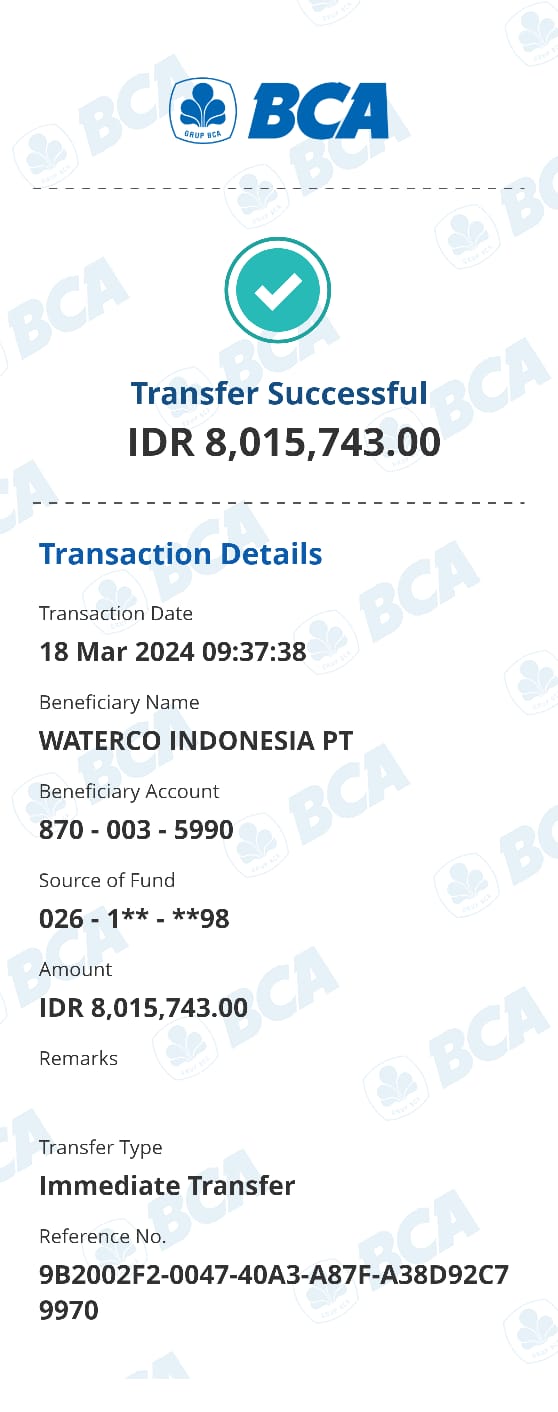 GRUP BCA BCA
Transfer Successful
IDR 8,015,743.00
Transaction Details
Transaction Date
18 Mar 2024 09:37:38
Beneficiary Name
WATERCO INDONESIA PT
Beneficiary Account
870 - 003 - 5990
Source of Fund
026 - 1** - **98
Amount
IDR 8,015,743.00
Remarks
Transfer Type
Immediate Transfer
Reference No.
9B2002F2-0047-40A3-A87F-A38D92C7
9970